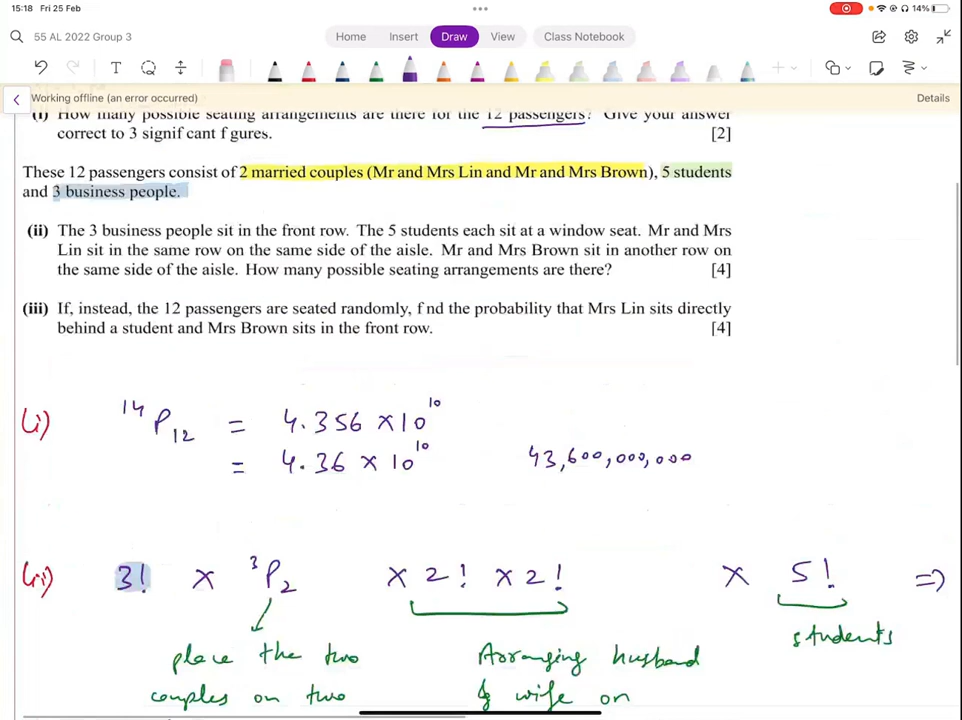 15:18 Fri 25 Feb
14%
55 AL 2022 Group 3
Home Insert Draw View Class Notebook
Working offline (an error occurred) Details
(i) How many possible seating arrangements are there for the 12 passengers? Give your answer
correct to 3 signif cant f gures. [2]
These 12 passengers consist of 2 married couples (Mr and Mrs Lin and Mr and Mrs Brown), 5 students
and 3 business people.
(ii) The 3 business people sit in the front row. The 5 students each sit at a window seat. Mr and Mrs
Lin sit in the same row on the same side of the aisle. Mr and Mrs Brown sit in another row on
the same side of the aisle. How many possible seating arrangements are there? [4]
(iii) If, instead, the 12 passengers are seated randomly, f nd the probability that Mrs Lin sits directly
behind a student and Mrs Brown sits in the front row. [4]
(i) ¹⁴P₁₂ = 4.356 × 10¹⁰
= 4.36 × 10¹⁰ 43,600,000,000
(ii) 3! × ³P₂ × 2! × 2! × 5! ⇒
students
place the two Arranging husband
couples on two & wife on